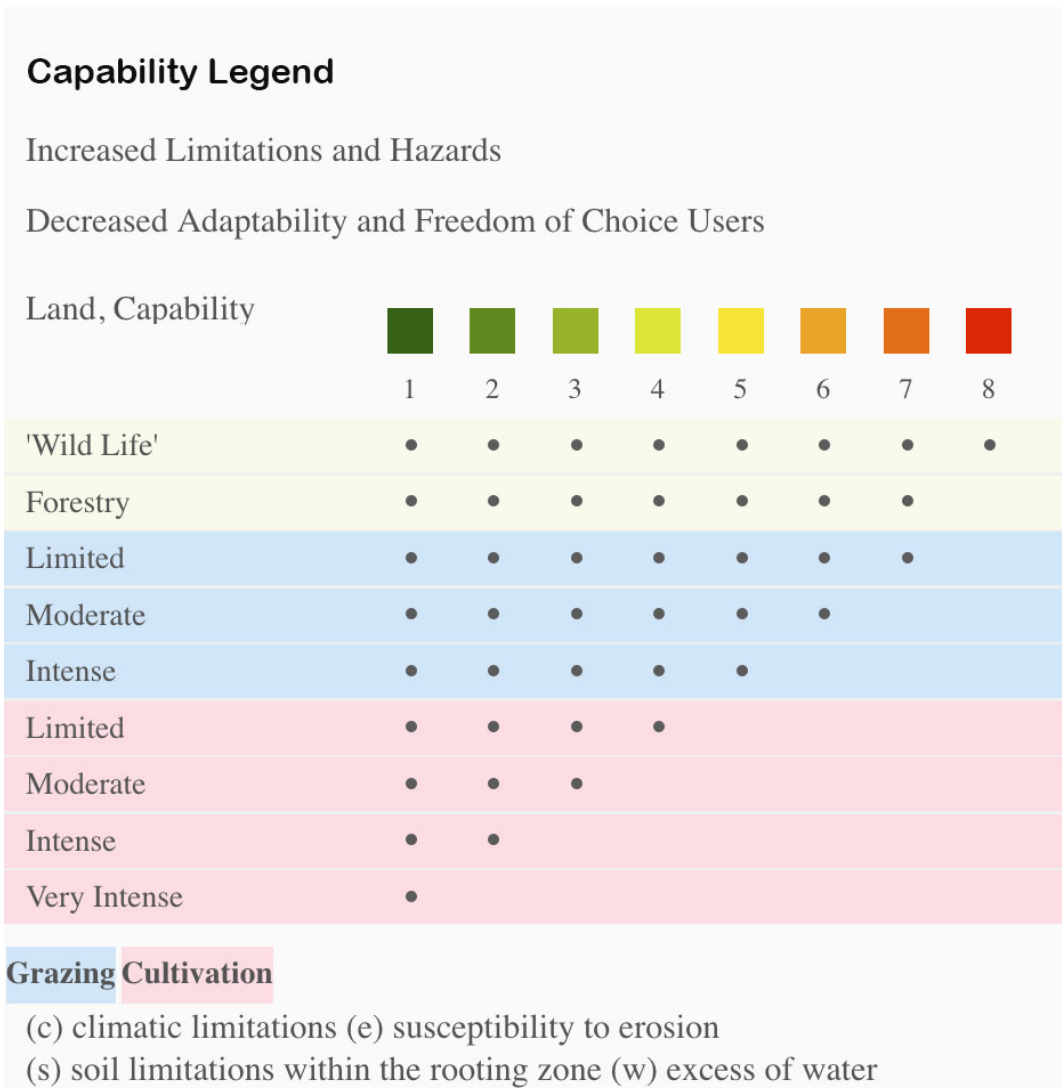 Capability Legend
Increased Limitations and Hazards
Decreased Adaptability and Freedom of Choice Users
Land, Capability
1 2 3 4 5 6 7 8
'Wild Life' • • • • • • • •
Forestry • • • • • • •
Limited • • • • • • •
Moderate • • • • • •
Intense • • • • •
Limited • • • •
Moderate • • •
Intense • •
Very Intense •
Grazing Cultivation
(c) climatic limitations (e) susceptibility to erosion
(s) soil limitations within the rooting zone (w) excess of water